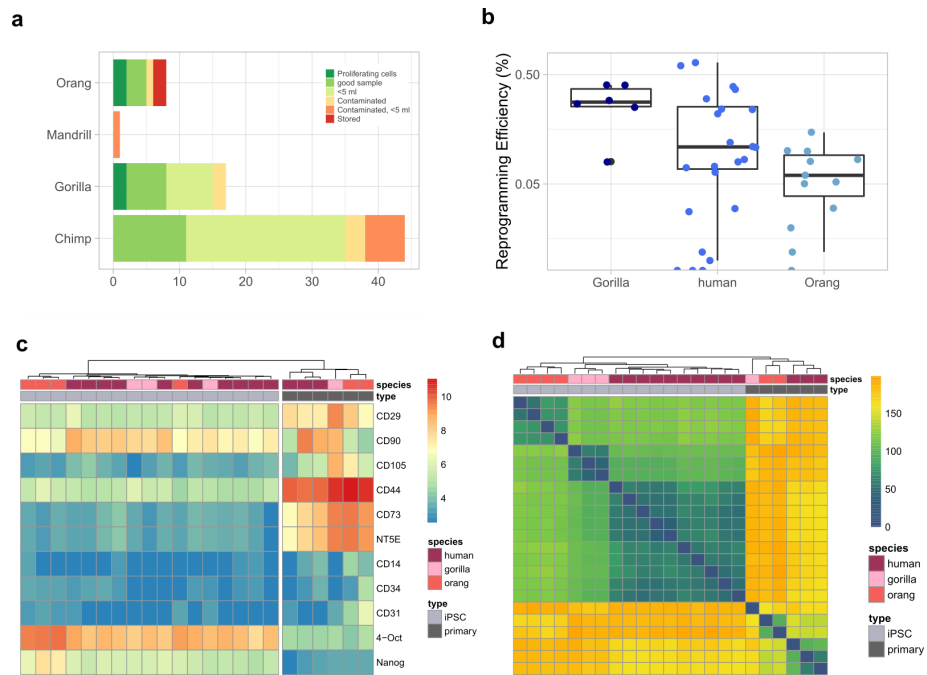 a
Orang
Mandrill
Gorilla
Chimp
0 10 20 30 40
Proliferating cells
good sample
<5 ml
Contaminated
Contaminated, <5 ml
Stored
b
Reprogramming Efficiency (%)
0.50
0.05
Gorilla human Orang
c
species
type
CD29
CD90
CD105
CD44
CD73
NT5E
CD14
CD34
CD31
4−Oct
Nanog
10
8
6
4
species
human
gorilla
orang
type
iPSC
primary
d
species
type
150
100
50
0
species
human
gorilla
orang
type
iPSC
primary